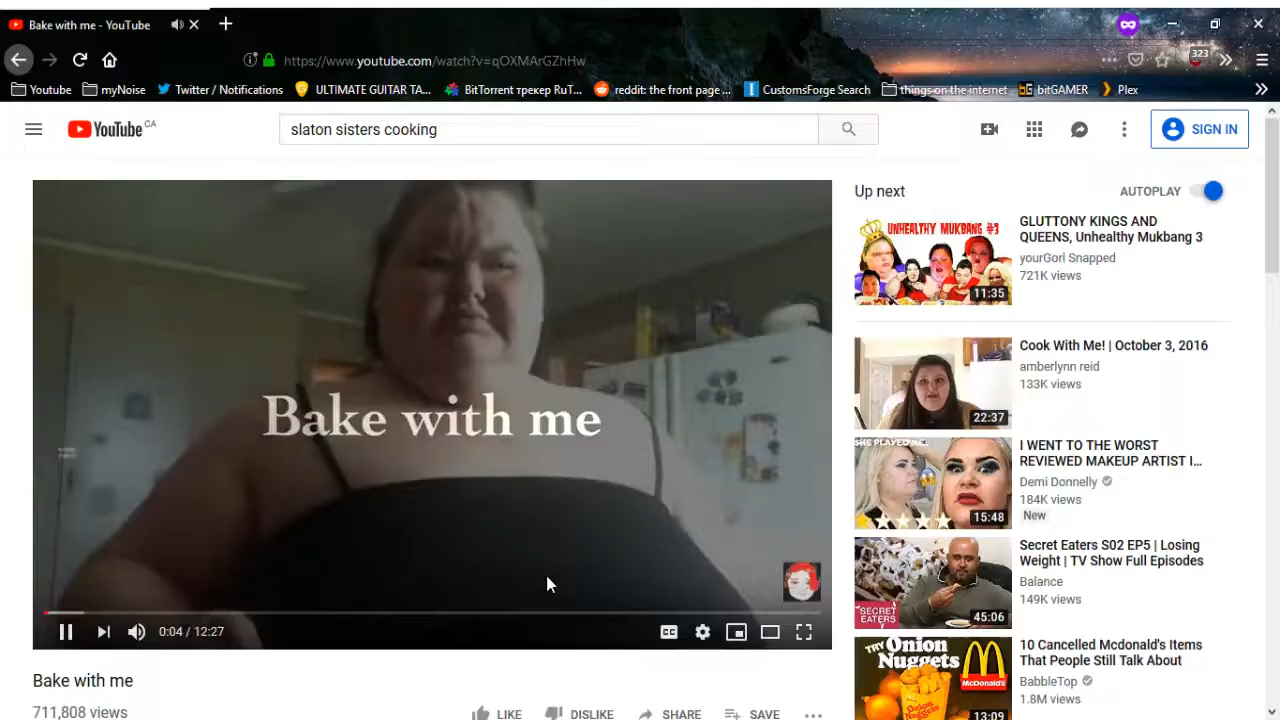 Bake with me - YouTube
323
https://www.youtube.com/watch?v=qOXMArGZhHw
Youtube
myNoise
Twitter / Notifications
ULTIMATE GUITAR TA...
BitTorrent трекер RuT...
reddit: the front page ...
CustomsForge Search
things on the internet
bitGAMER
Plex
YouTube CA
slaton sisters cooking
SIGN IN
Bake with me
0:04 / 12:27
CC
Bake with me
711,808 views
LIKE
DISLIKE
SHARE
SAVE
Up next
AUTOPLAY
UNHEALTHY MUKBANG #3
11:35
GLUTTONY KINGS AND
QUEENS, Unhealthy Mukbang 3
yourGorl Snapped
721K views
22:37
Cook With Me! | October 3, 2016
amberlynn reid
133K views
SHE PLAYED ME..
15:48
I WENT TO THE WORST
REVIEWED MAKEUP ARTIST I...
Demi Donnelly
184K views
New
SECRET
EATERS
45:06
Secret Eaters S02 EP5 | Losing
Weight | TV Show Full Episodes
Balance
149K views
TRY Onion
Nuggets
McDonald's
13:09
10 Cancelled Mcdonald's Items
That People Still Talk About
BabbleTop
1.8M views